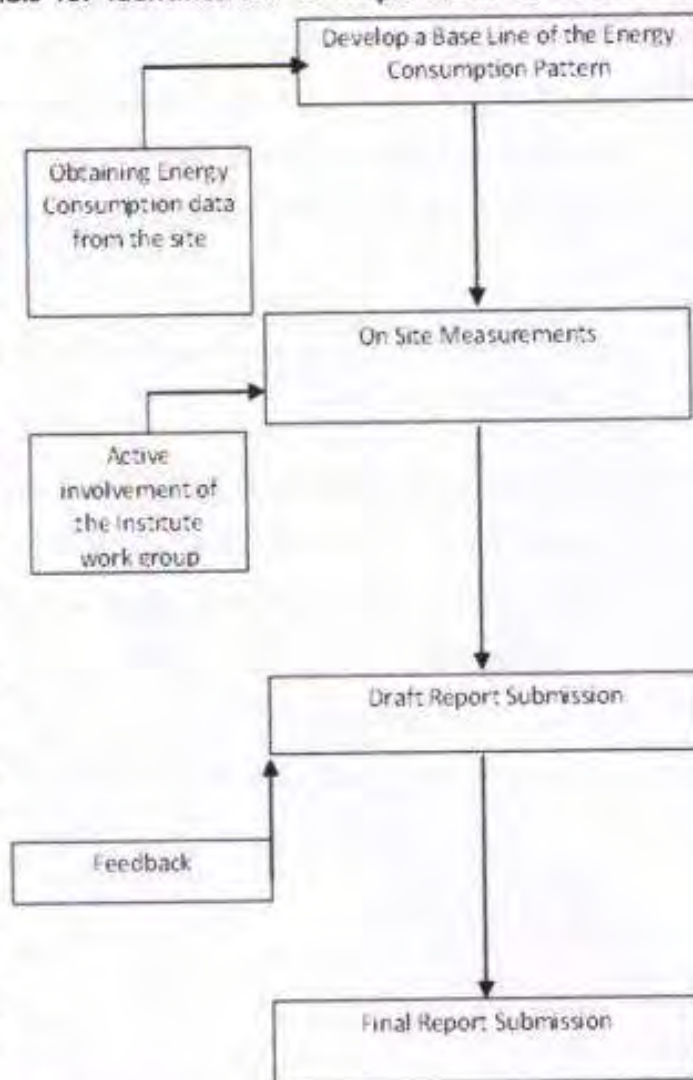 Develop a Base Line of the Energy
Consumption Pattern
Obtaining Energy
Consumption data
from the site
On Site Measurements
Active
involvement of
the Institute
work group
Draft Report Submission
Feedback
Final Report Submission